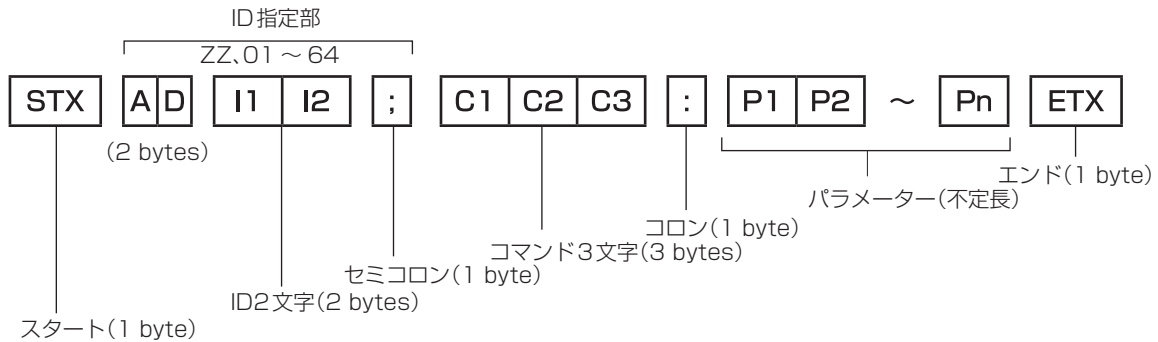 ID指定部
ZZ、01 ～ 64
STX A D I1 I2 ; C1 C2 C3 : P1 P2 ～ Pn ETX
(2 bytes)
エンド(1 byte)
パラメーター(不定長)
コロン(1 byte)
コマンド3文字(3 bytes)
セミコロン(1 byte)
ID2文字(2 bytes)
スタート(1 byte)